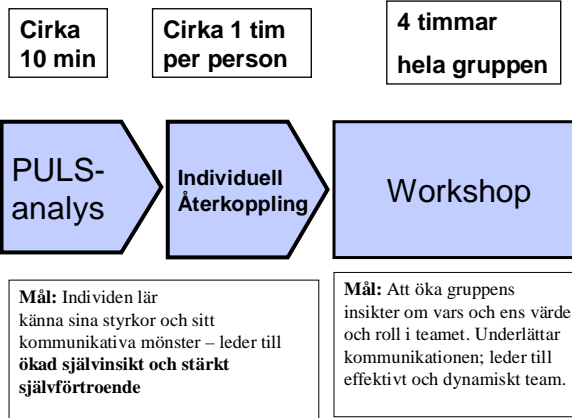 Cirka
10 min
Cirka 1 tim
per person
4 timmar
hela gruppen
PULS-
analys
Individuell
Återkoppling
Workshop
Mål: Individen lär
känna sina styrkor och sitt
kommunikativa mönster – leder till
ökad självinsikt och stärkt
självförtroende
Mål: Att öka gruppens
insikter om vars och ens värde
och roll i teamet. Underlättar
kommunikationen; leder till
effektivt och dynamiskt team.